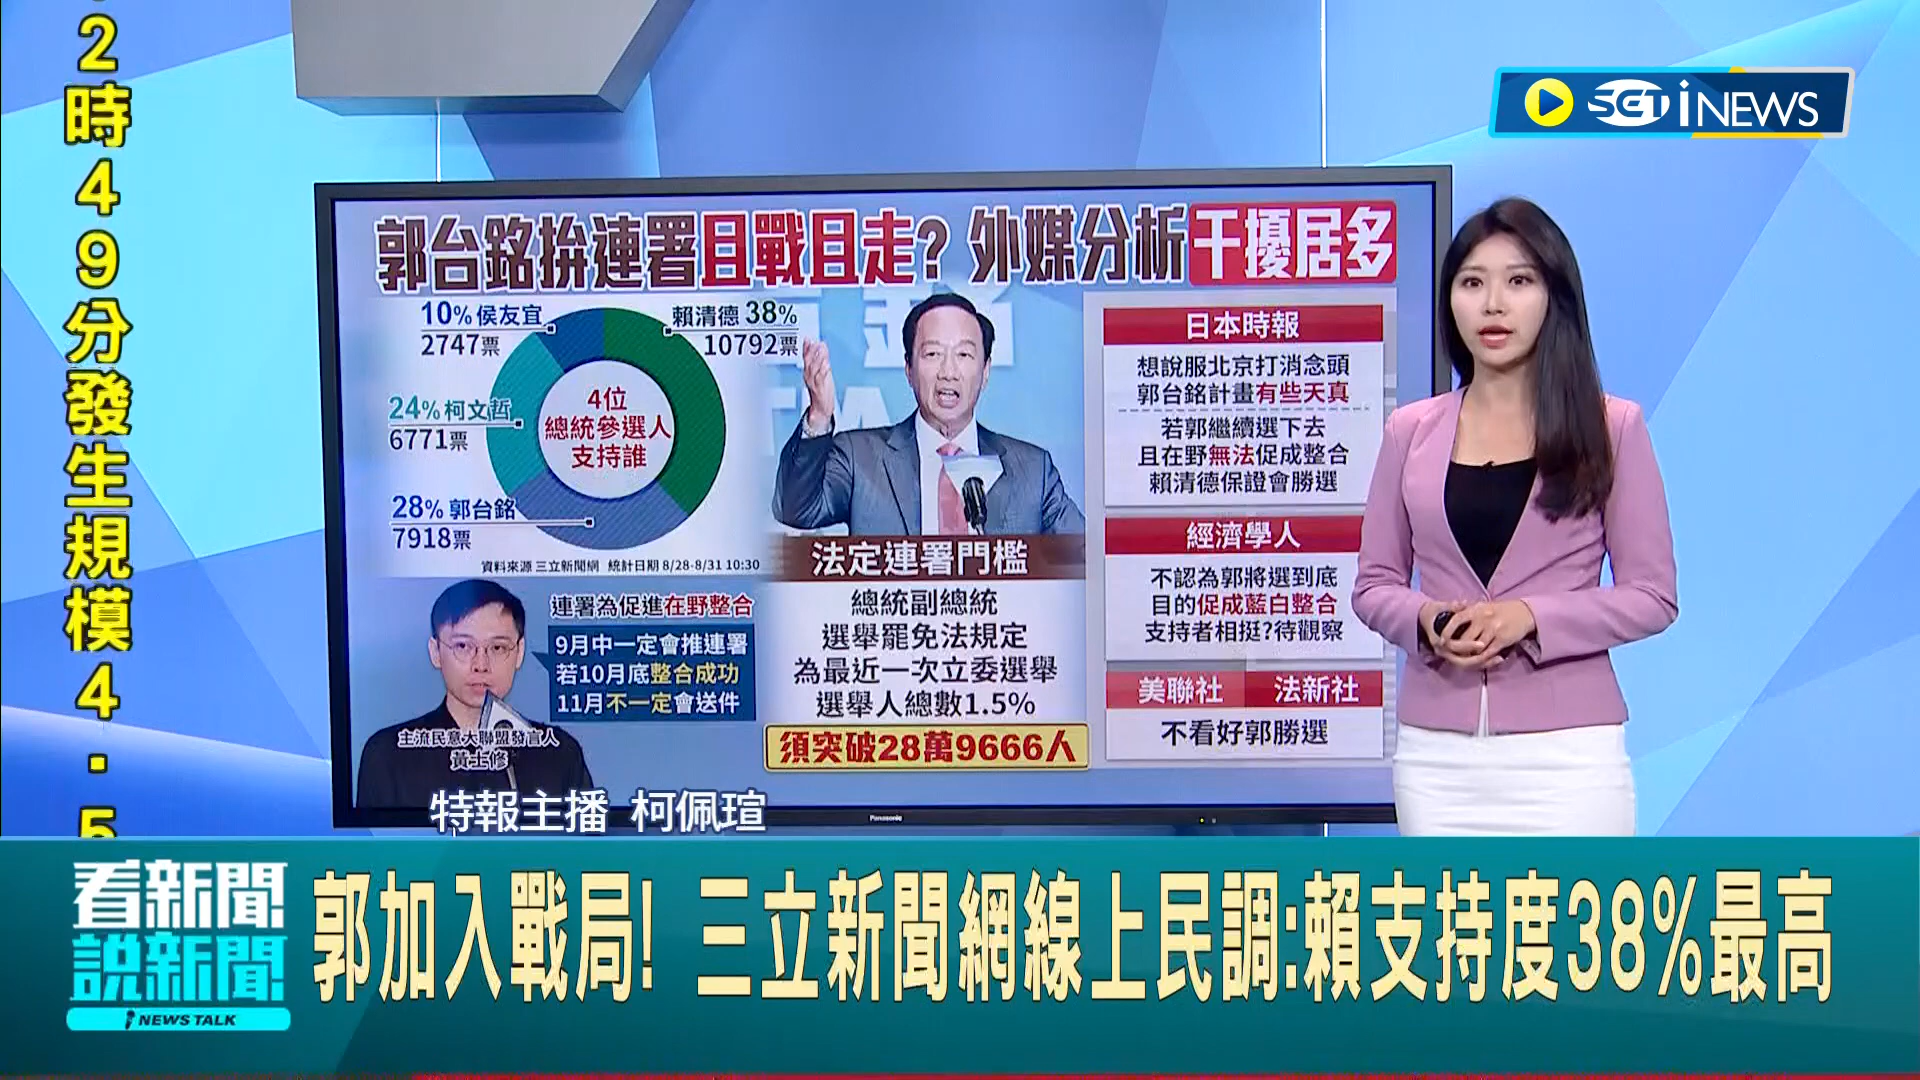 2時49分發生規模4.5
SETiNEWS
郭台銘拚連署且戰且走? 外媒分析干擾居多
10% 侯友宜
2747票
賴清德 38%
10792票
24% 柯文哲
6771票
4位
總統參選人
支持誰
28% 郭台銘
7918票
資料來源 三立新聞網 統計日期 8/28-8/31 10:30
連署為促進在野整合
9月中一定會推連署
若10月底整合成功
11月不一定會送件
主流民意大聯盟發言人
黃士修
法定連署門檻
總統副總統
選舉罷免法規定
為最近一次立委選舉
選舉人總數1.5%
須突破28萬9666人
日本時報
想說服北京打消念頭
郭台銘計畫有些天真
若郭繼續選下去
且在野無法促成整合
賴清德保證會勝選
經濟學人
不認為郭將選到底
目的促成藍白整合
支持者相挺?待觀察
美聯社 法新社
不看好郭勝選
Panasonic
特報主播 柯佩瑄
看新聞
說新聞
iNEWS TALK
郭加入戰局! 三立新聞網線上民調:賴支持度38%最高